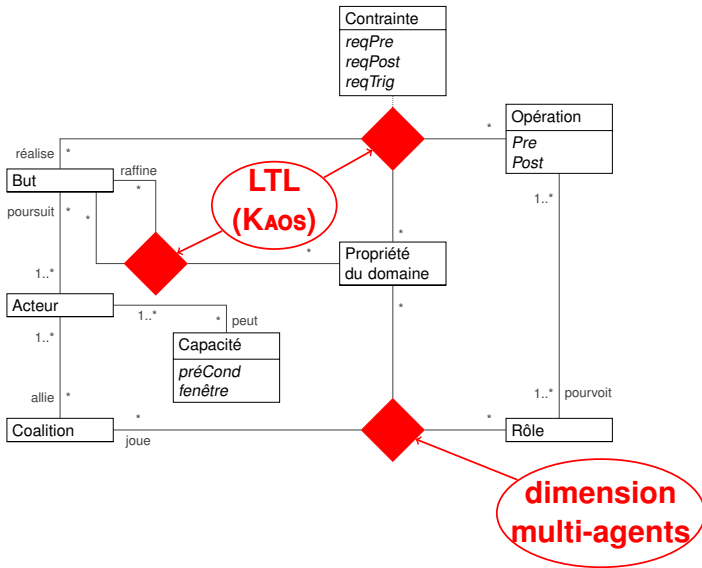 Contrainte
reqPre
reqPost
reqTrig
Opération
Pre
Post
*
*
réalise
*
raffine
*
LTL
(KAOS)
But
poursuit
*
*
1..*
*
*
Propriété
du domaine
1..*
Acteur
1..*
1..*
*
peut
Capacité
préCond
fenêtre
*
allie
*
1..*
pourvoit
Coalition
*
joue
*
Rôle
dimension
multi-agents